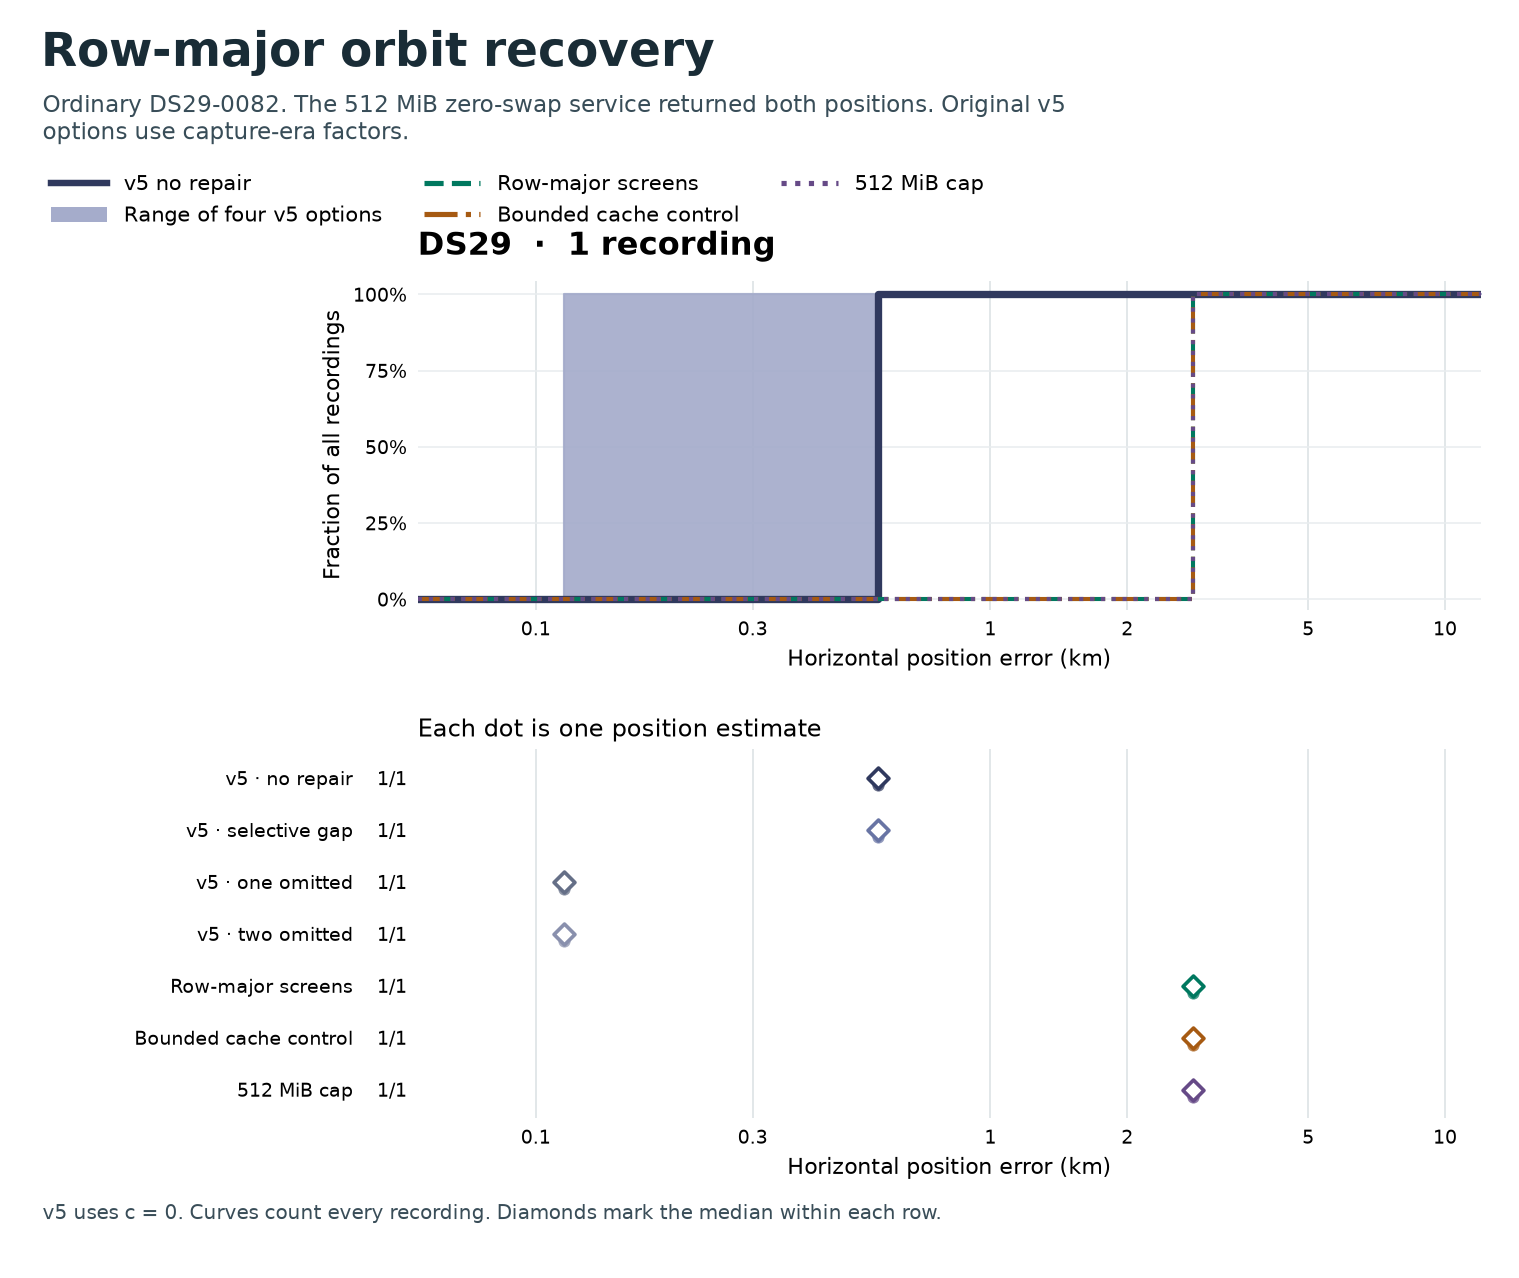 Row-major orbit recovery
Ordinary DS29-0082. The 512 MiB zero-swap service returned both positions. Original v5
options use capture-era factors.
v5 no repair
Range of four v5 options
Row-major screens
Bounded cache control
512 MiB cap
DS29 · 1 recording
Fraction of all recordings
100%
75%
50%
25%
0%
0.1 0.3 1 2 5 10
Horizontal position error (km)
Each dot is one position estimate
v5 · no repair 1/1
v5 · selective gap 1/1
v5 · one omitted 1/1
v5 · two omitted 1/1
Row-major screens 1/1
Bounded cache control 1/1
512 MiB cap 1/1
0.1 0.3 1 2 5 10
Horizontal position error (km)
v5 uses c = 0. Curves count every recording. Diamonds mark the median within each row.